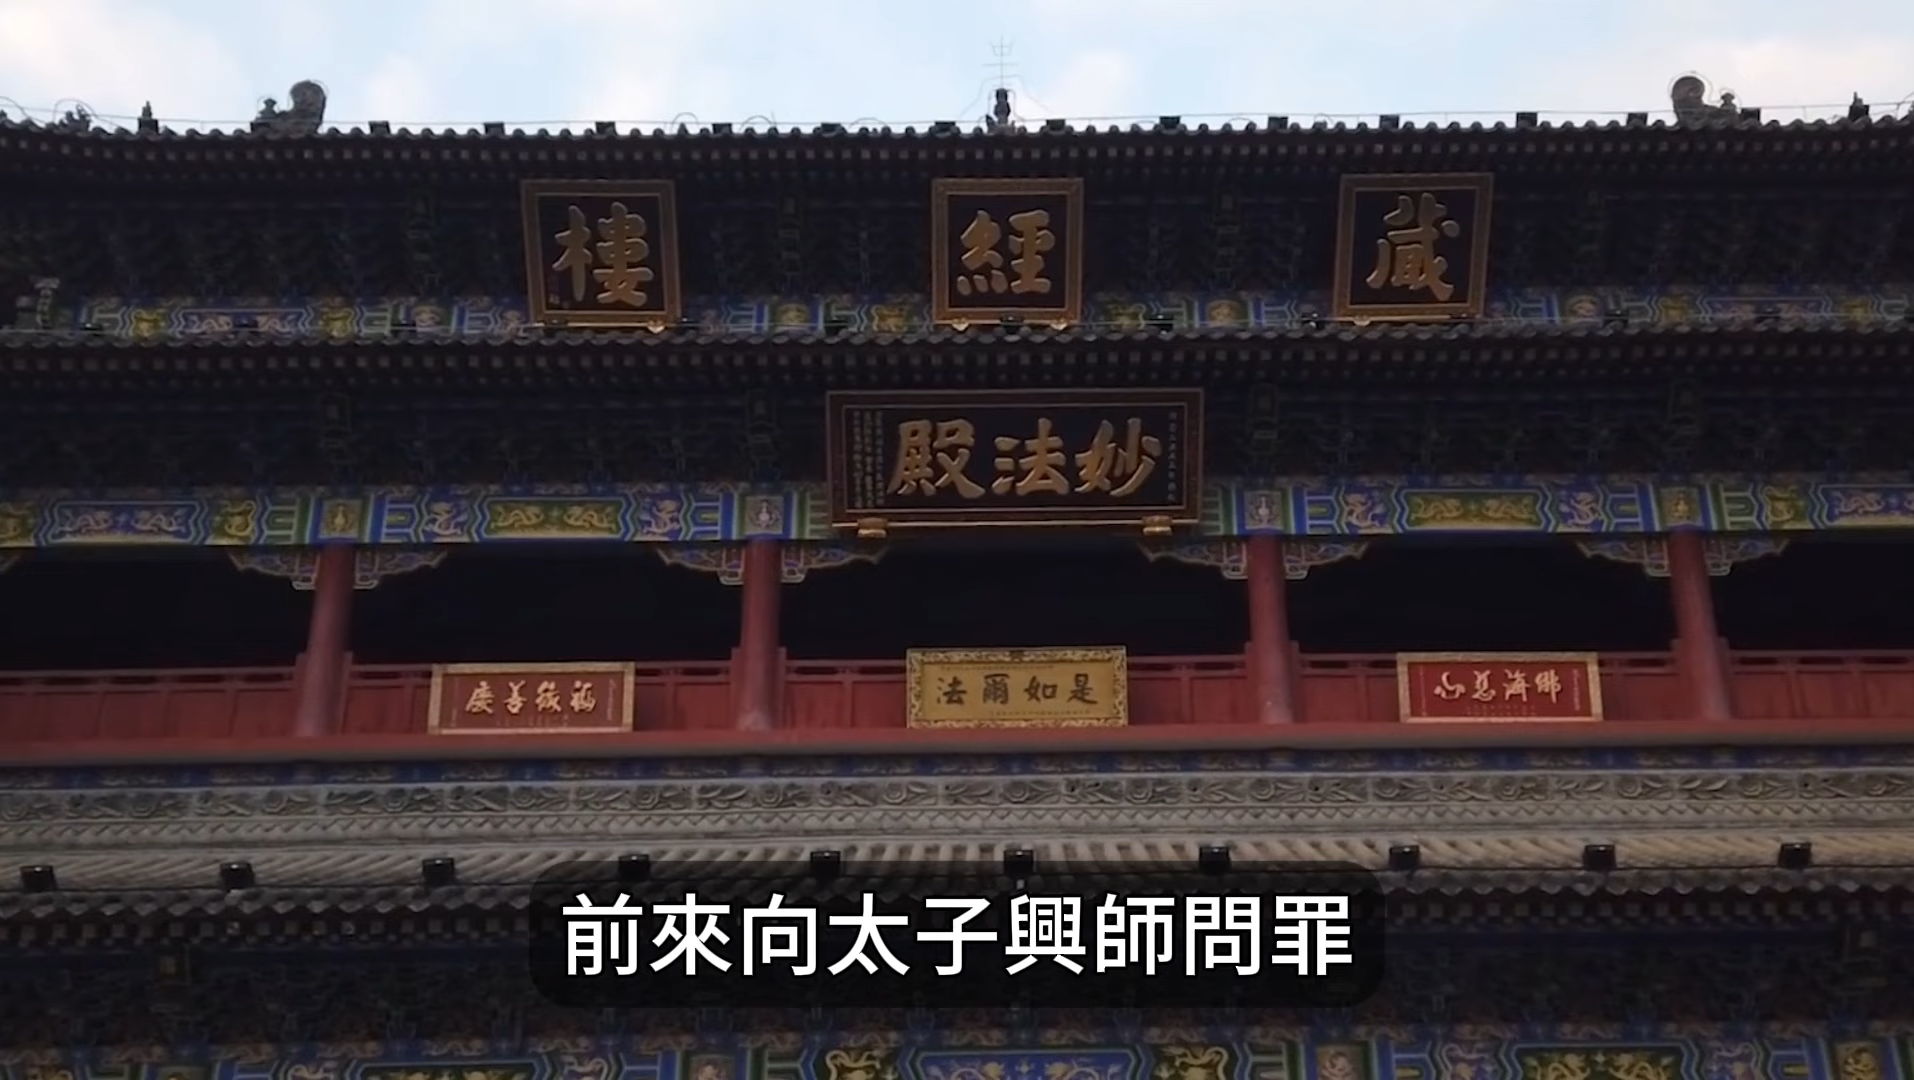 藏經樓
妙法殿
福緣善慶
法爾如是
前來向太子興師問罪